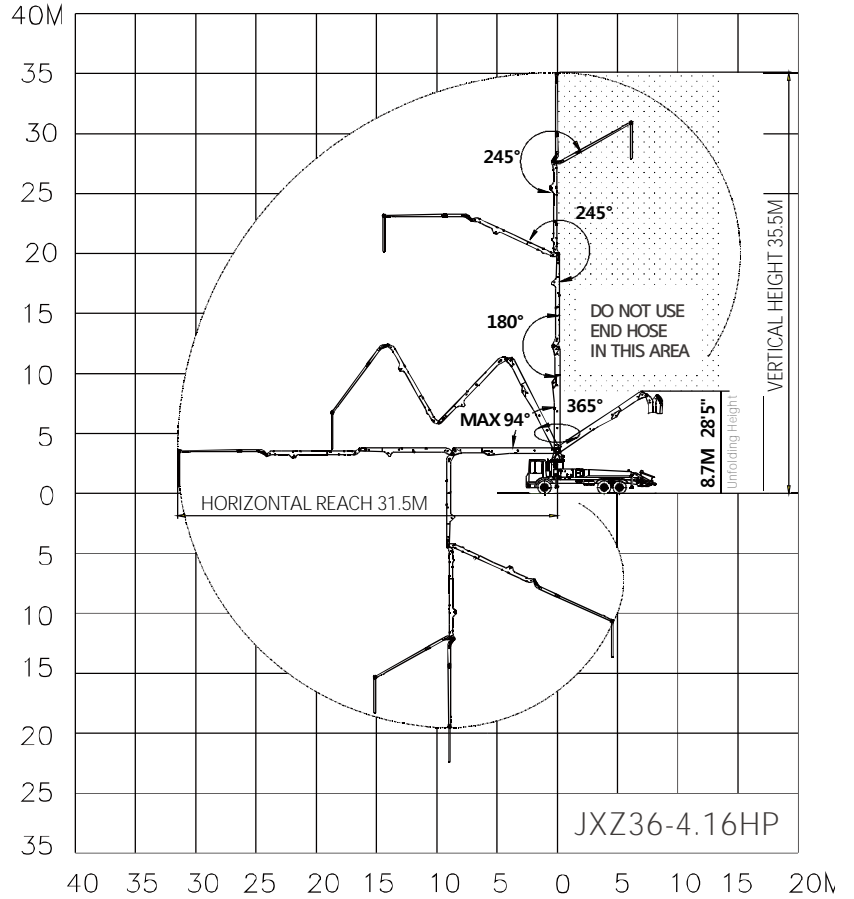 40M
35
30
25
20
15
10
5
0
5
10
15
20
25
35
245°
245°
180°
MAX 94°
365°
DO NOT USE
END HOSE
IN THIS AREA
VERTICAL HEIGHT 35.5M
8.7M 28'5"
Unfolding Height
HORIZONTAL REACH 31.5M
JXZ36-4.16HP
40 35 30 25 20 15 10 5 0 5 10 15 20M